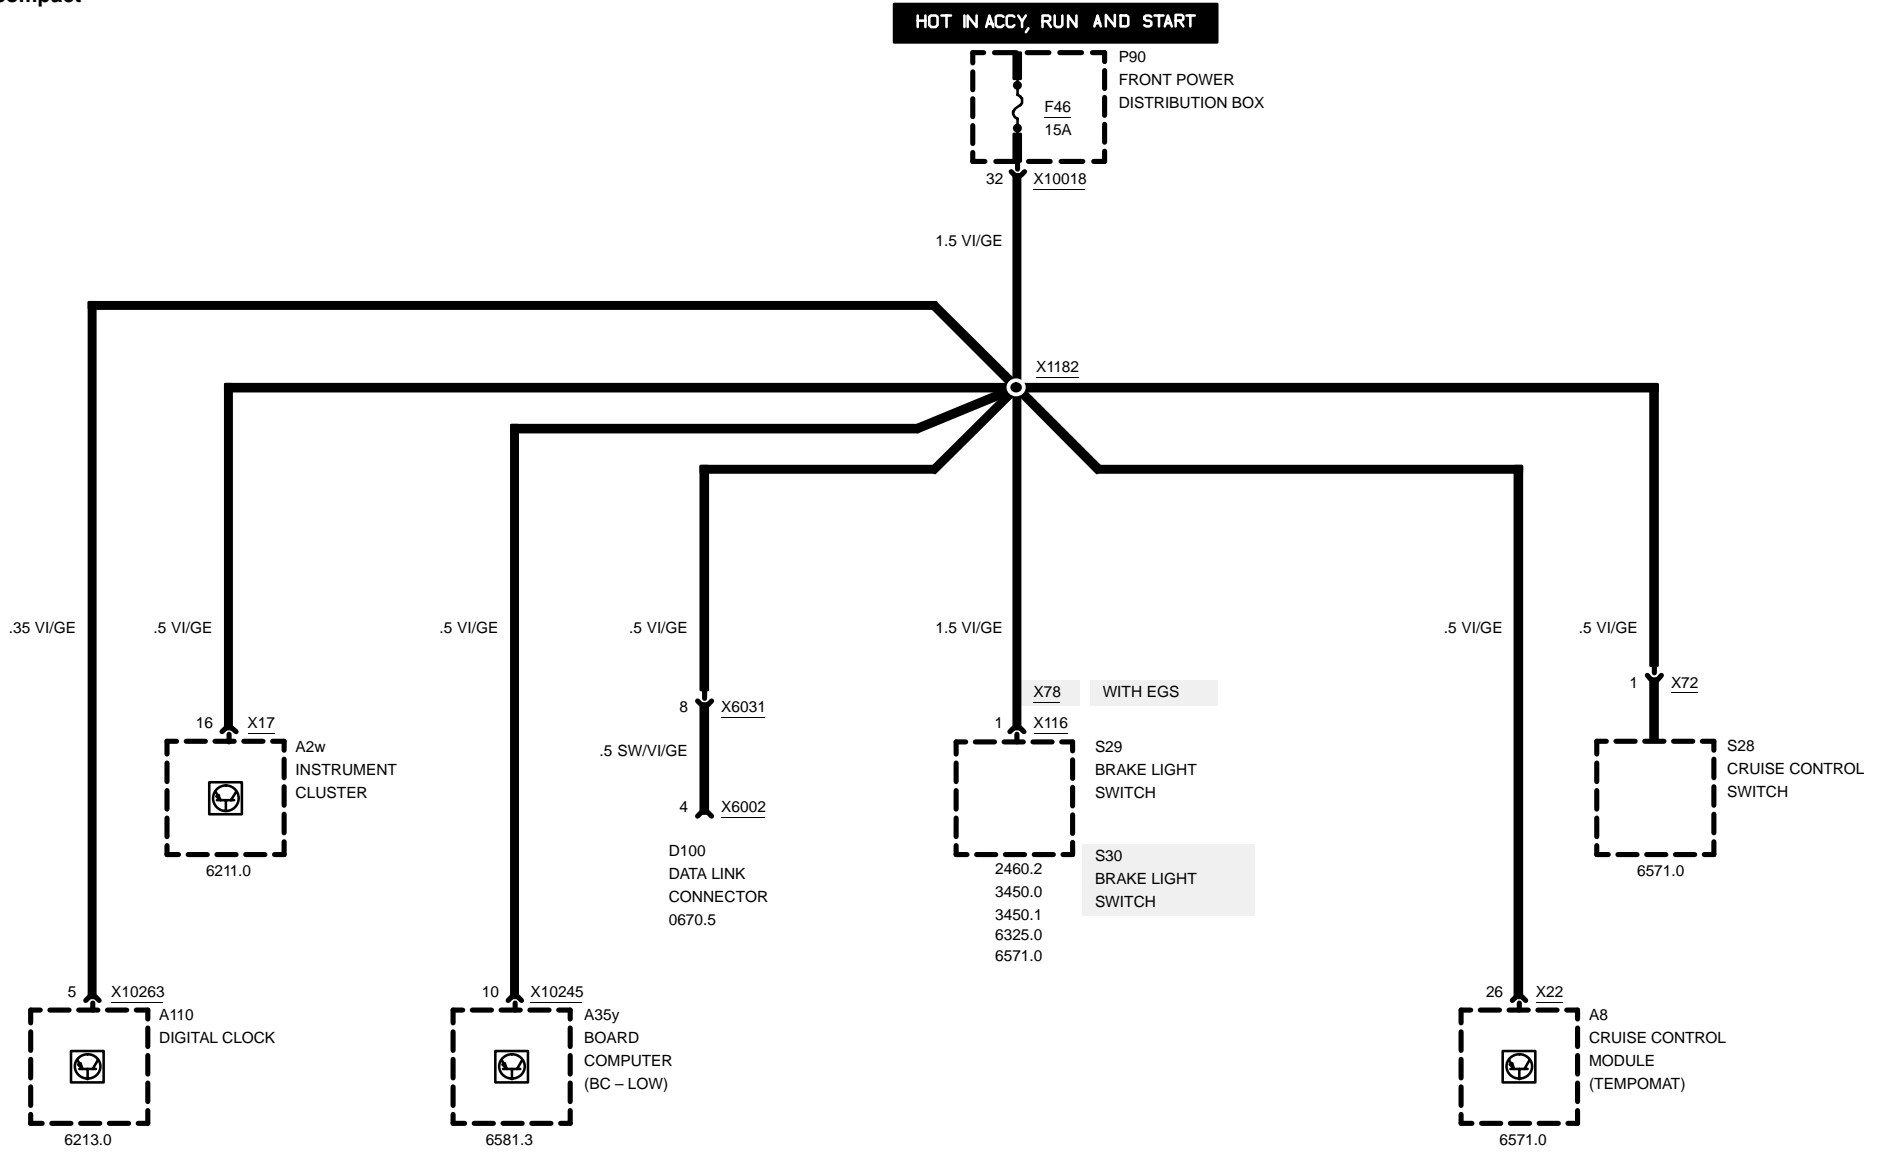 HOT IN ACCY, RUN AND START
P90
FRONT POWER
DISTRIBUTION BOX
F46
15A
32 X10018
1.5 VI/GE
X1182
.35 VI/GE
.5 VI/GE
.5 VI/GE
.5 VI/GE
1.5 VI/GE
.5 VI/GE
.5 VI/GE
X78 WITH EGS
1 X72
8 X6031
16 X17
1 X116
.5 SW/VI/GE
4 X6002
A2w
INSTRUMENT
CLUSTER
6211.0
D100
DATA LINK
CONNECTOR
0670.5
S29
BRAKE LIGHT
SWITCH
S30
BRAKE LIGHT
SWITCH
2460.2
3450.0
3450.1
6325.0
6571.0
S28
CRUISE CONTROL
SWITCH
6571.0
5 X10263
A110
DIGITAL CLOCK
6213.0
10 X10245
A35y
BOARD
COMPUTER
(BC – LOW)
6581.3
26 X22
A8
CRUISE CONTROL
MODULE
(TEMPOMAT)
6571.0